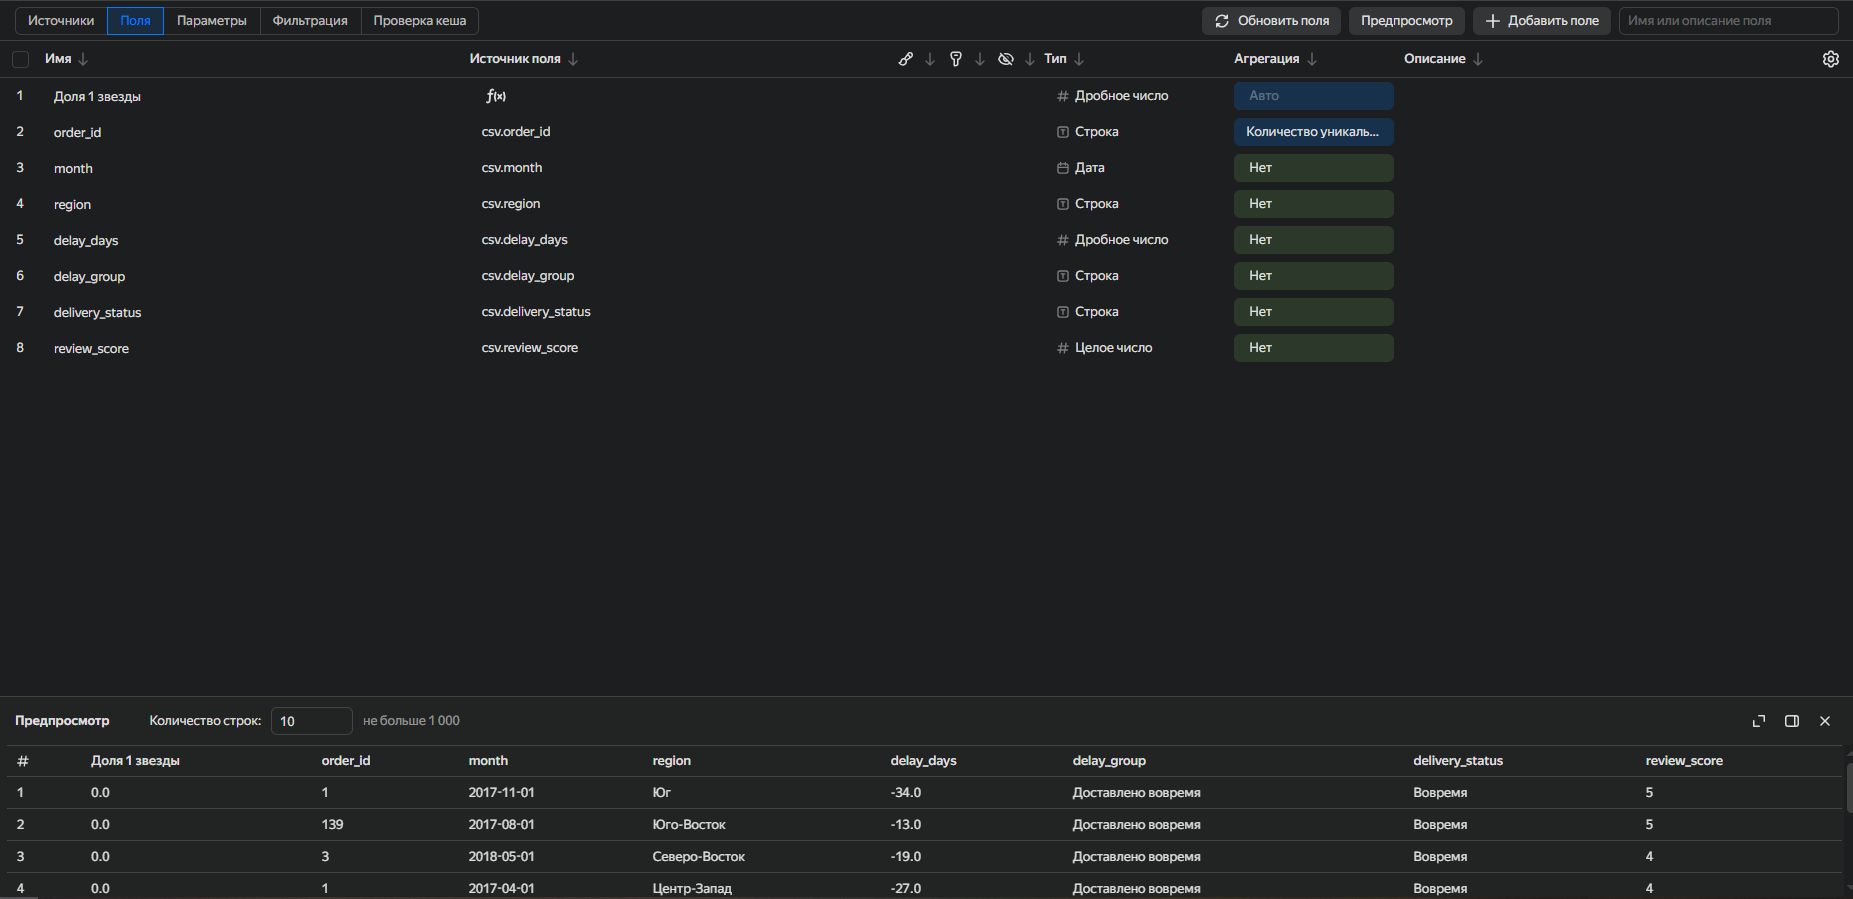 Источники Поля Параметры Фильтрация Проверка кеша Обновить поля Предпросмотр Добавить поле Имя или описание поля
Имя Источник поля Тип Агрегация Описание
1 Доля 1 звезды ƒ(x) # Дробное число Авто
2 order_id csv.order_id T Строка Количество уникаль...
3 month csv.month Дата Нет
4 region csv.region T Строка Нет
5 delay_days csv.delay_days # Дробное число Нет
6 delay_group csv.delay_group T Строка Нет
7 delivery_status csv.delivery_status T Строка Нет
8 review_score csv.review_score # Целое число Нет
Предпросмотр Количество строк: 10 не больше 1 000
# Доля 1 звезды order_id month region delay_days delay_group delivery_status review_score
1 0.0 1 2017-11-01 Юг -34.0 Доставлено вовремя Вовремя 5
2 0.0 139 2017-08-01 Юго-Восток -13.0 Доставлено вовремя Вовремя 5
3 0.0 3 2018-05-01 Северо-Восток -19.0 Доставлено вовремя Вовремя 4
4 0.0 1 2017-04-01 Центр-Запад -27.0 Доставлено вовремя Вовремя 4